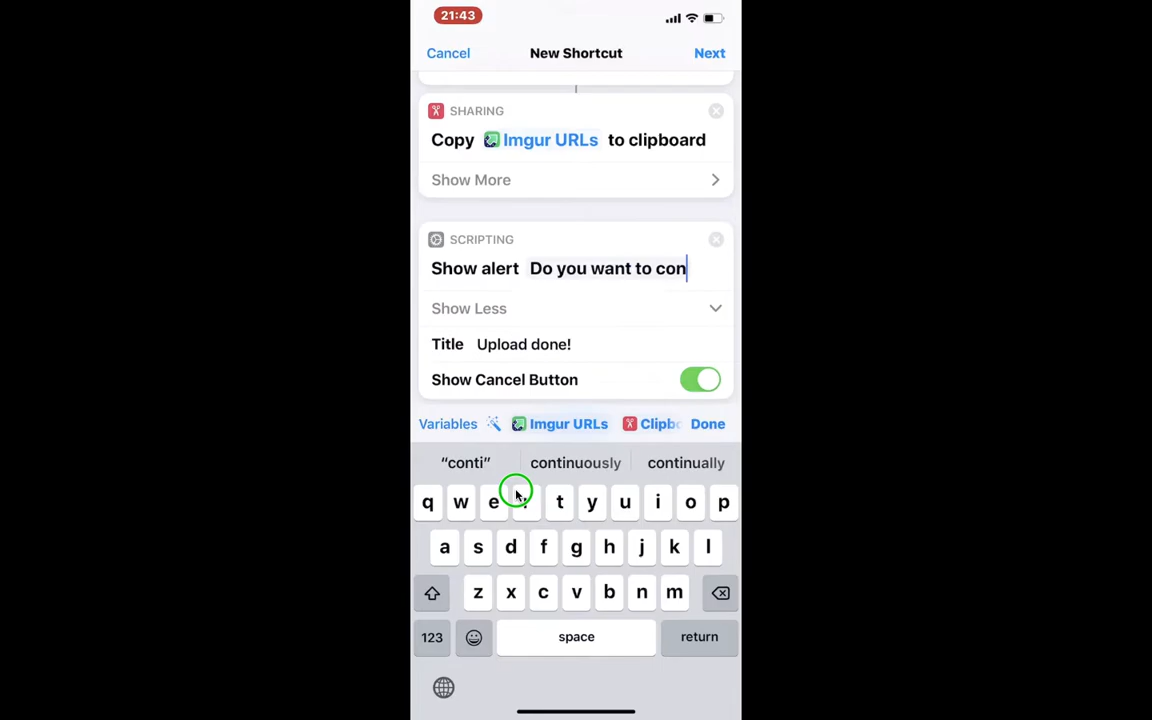 21:43
Cancel New Shortcut Next
SHARING
Copy Imgur URLs to clipboard
Show More
SCRIPTING
Show alert Do you want to con
Show Less
Title Upload done!
Show Cancel Button
Variables Imgur URLs Clipbo Done
“conti” continuously continually
q w e r t y u i o p
a s d f g h j k l
z x c v b n m
123 space return